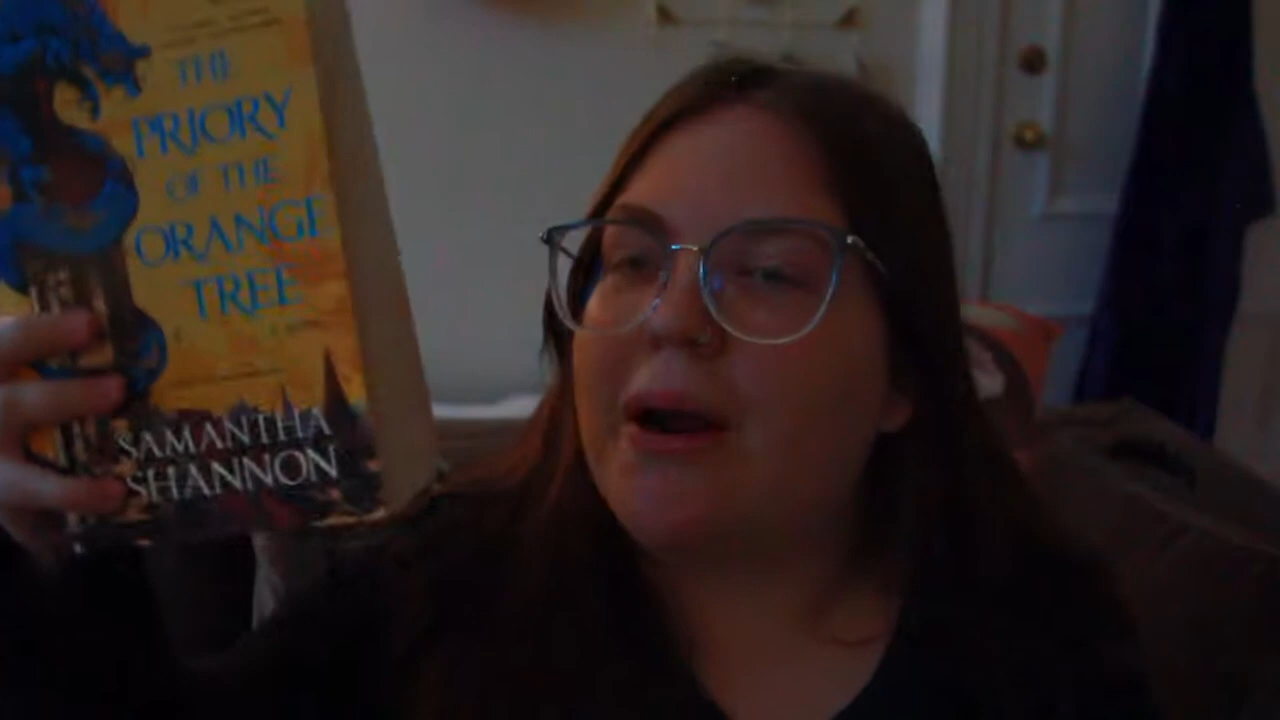 THE
PRIORY
OF THE
ORANGE
TREE
SAMANTHA
SHANNON